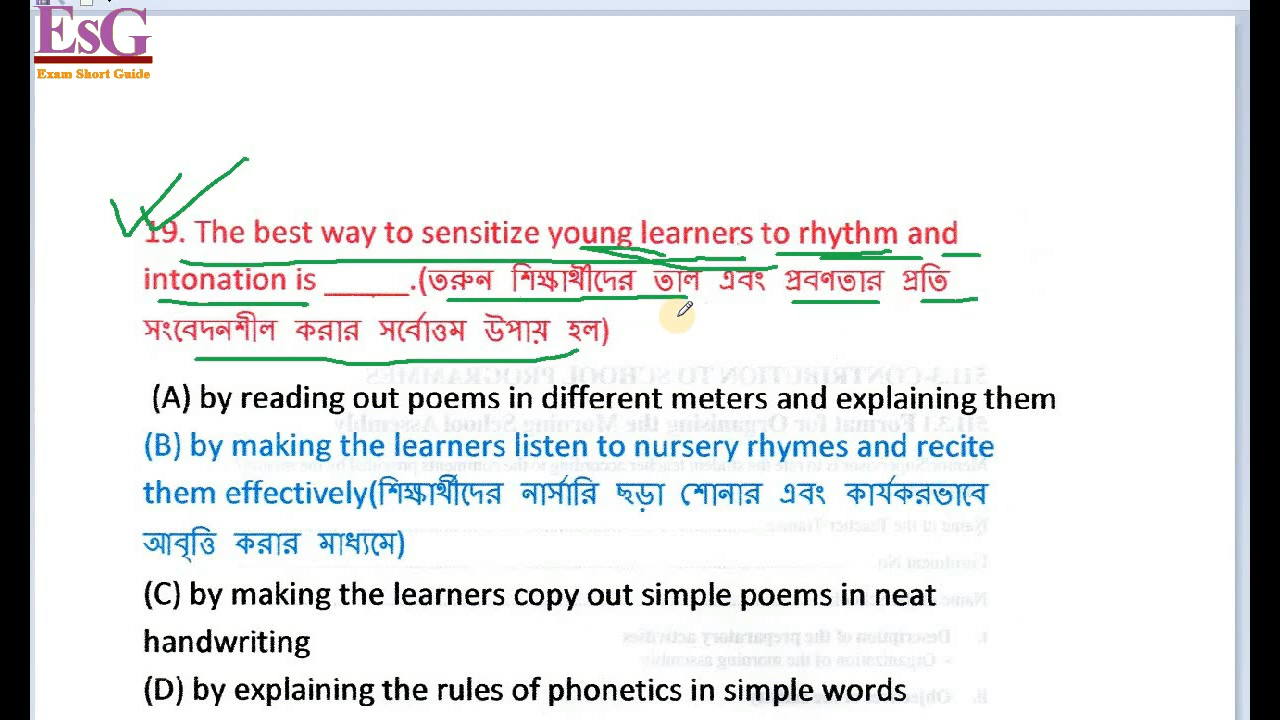 ESG
Exam Short Guide
19. The best way to sensitize young learners to rhythm and
intonation is ______.(তরুন শিক্ষার্থীদের তাল এবং প্রবণতার প্রতি
সংবেদনশীল করার সর্বোত্তম উপায় হল)
(A) by reading out poems in different meters and explaining them
(B) by making the learners listen to nursery rhymes and recite
them effectively(শিক্ষার্থীদের নার্সারি ছড়া শোনার এবং কার্যকরভাবে
আবৃত্তি করার মাধ্যমে)
(C) by making the learners copy out simple poems in neat
handwriting
(D) by explaining the rules of phonetics in simple words